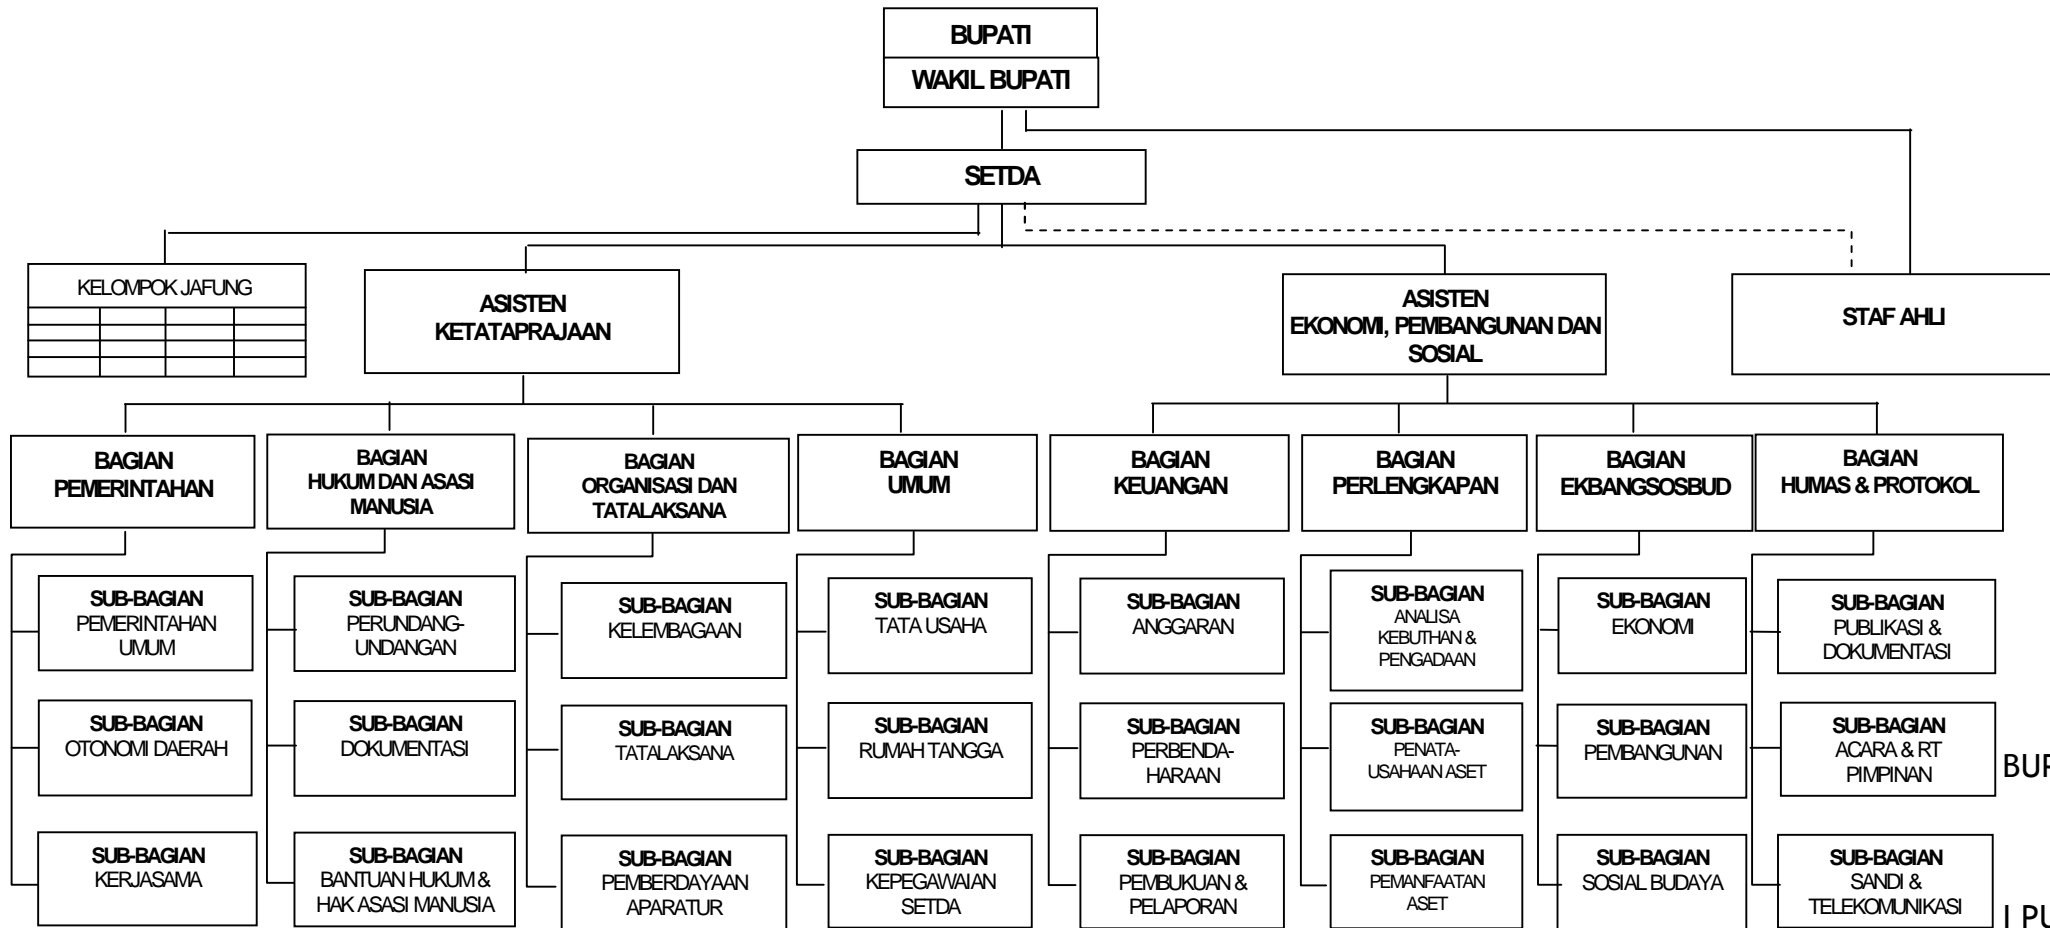 BUPATI
WAKIL BUPATI
SETDA
KELOMPOK JAFUNG
ASISTEN
KETATAPRAJAAN
ASISTEN
EKONOMI, PEMBANGUNAN DAN
SOSIAL
STAF AHLI
BAGIAN
PEMERINTAHAN
BAGIAN
HUKUM DAN ASASI
MANUSIA
BAGIAN
ORGANISASI DAN
TATALAKSANA
BAGIAN
UMUM
BAGIAN
KEUANGAN
BAGIAN
PERLENGKAPAN
BAGIAN
EKBANGSOSBUD
BAGIAN
HUMAS & PROTOKOL
SUB-BAGIAN
PEMERINTAHAN
UMUM
SUB-BAGIAN
PERUNDANG-
UNDANGAN
SUB-BAGIAN
KELEMBAGAAN
SUB-BAGIAN
TATA USAHA
SUB-BAGIAN
ANGGARAN
SUB-BAGIAN
ANALISA
KEBUTHAN &
PENGADAAN
SUB-BAGIAN
EKONOMI
SUB-BAGIAN
PUBLIKASI &
DOKUMENTASI
SUB-BAGIAN
OTONOMI DAERAH
SUB-BAGIAN
DOKUMENTASI
SUB-BAGIAN
TATALAKSANA
SUB-BAGIAN
RUMAH TANGGA
SUB-BAGIAN
PERBENDA-
HARAAN
SUB-BAGIAN
PENATA-
USAHAAN ASET
SUB-BAGIAN
PEMBANGUNAN
SUB-BAGIAN
ACARA & RT
PIMPINAN
BUP
SUB-BAGIAN
KERJASAMA
SUB-BAGIAN
BANTUAN HUKUM &
HAK ASASI MANUSIA
SUB-BAGIAN
PEMBERDAYAAN
APARATUR
SUB-BAGIAN
KEPEGAWAIAN
SETDA
SUB-BAGIAN
PEMBUKUAN &
PELAPORAN
SUB-BAGIAN
PEMANFAATAN
ASET
SUB-BAGIAN
SOSIAL BUDAYA
SUB-BAGIAN
SANDI &
TELEKOMUNIKASI
I PU